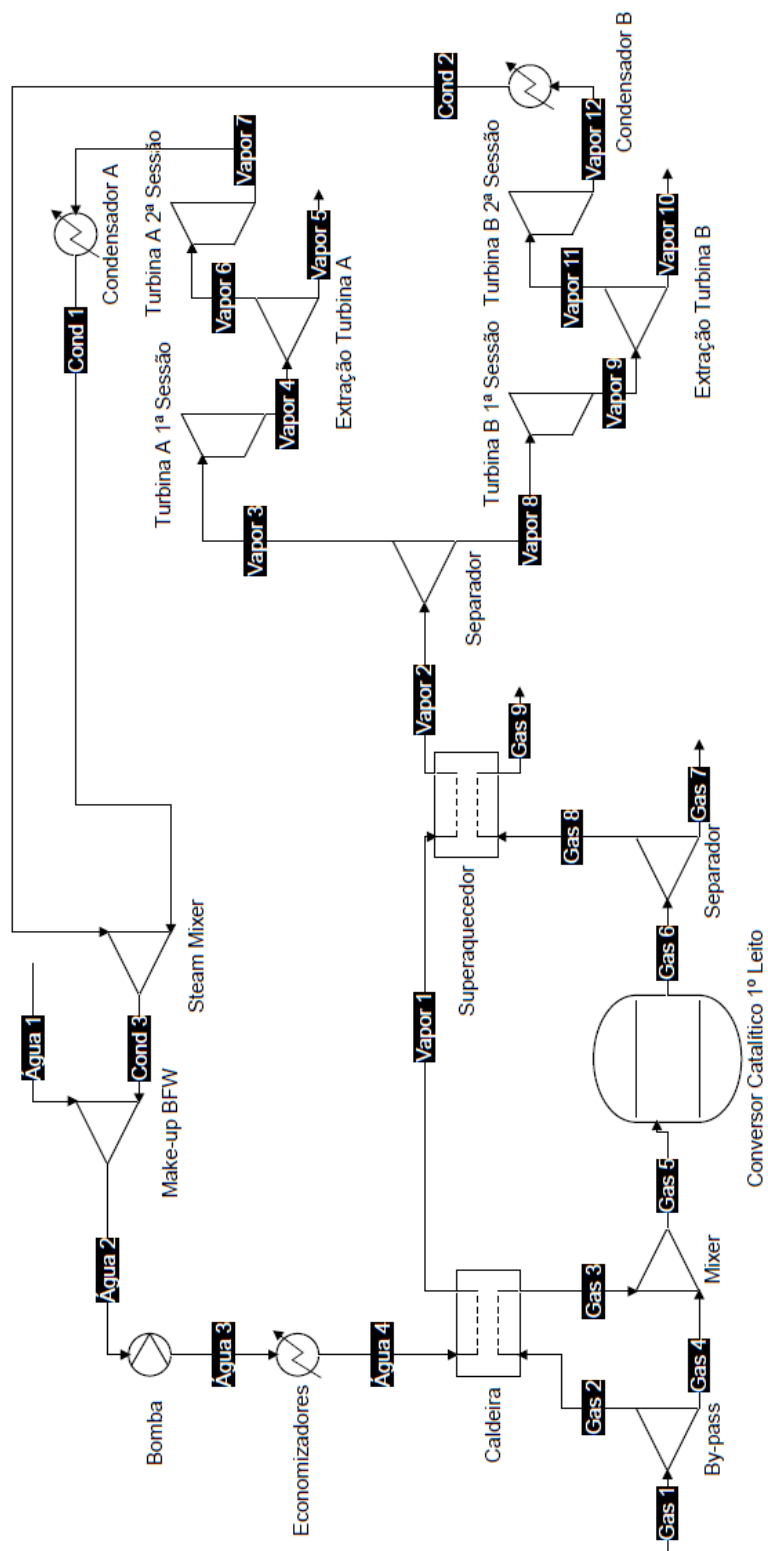 Cond 2
Condensador B
Vapor 12
Vapor 7
Condensador A
Turbina A 2ª Sessão
Turbina B 2ª Sessão
Cond 1
Vapor 6
Vapor 5
Vapor 11
Vapor 10
Extração Turbina A
Extração Turbina B
Turbina A 1ª Sessão
Vapor 4
Turbina B 1ª Sessão
Vapor 9
Vapor 3
Vapor 8
Separador
Vapor 2
Gas 9
Superaquecedor
Gas 8
Gas 7
Separador
Gas 6
Steam Mixer
Água 1
Cond 3
Make-up BFW
Vapor 1
Conversor Catalítico 1º Leito
Gas 5
Mixer
Água 2
Bomba
Água 3
Economizadores
Água 4
Caldeira
Gas 3
Gas 2
Gas 4
By-pass
Gas 1